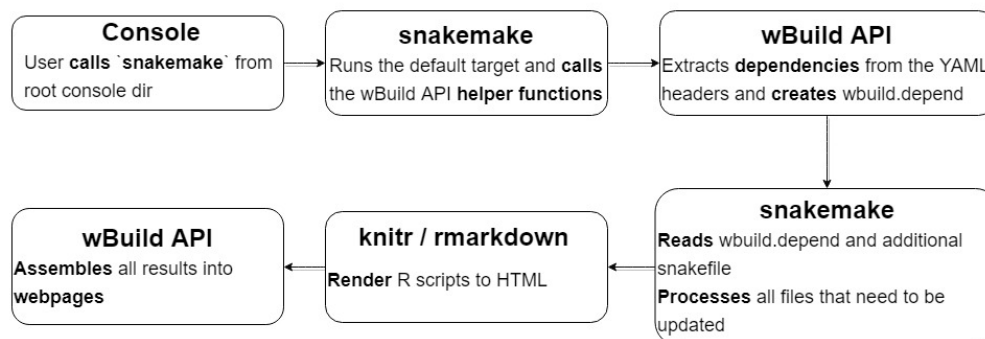 Console
User calls `snakemake` from
root console dir
snakemake
Runs the default target and calls
the wBuild API helper functions
wBuild API
Extracts dependencies from the YAML
headers and creates wbuild.depend
snakemake
Reads wbuild.depend and additional
snakefile
Processes all files that need to be
updated
knitr / rmarkdown
Render R scripts to HTML
wBuild API
Assembles all results into
webpages